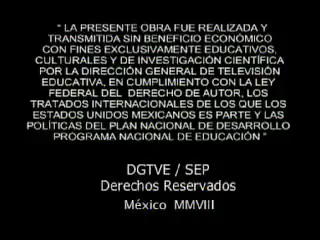 " LA PRESENTE OBRA FUE REALIZADA Y
TRANSMITIDA SIN BENEFICIO ECONÓMICO
CON FINES EXCLUSIVAMENTE EDUCATIVOS,
CULTURALES Y DE INVESTIGACIÓN CIENTÍFICA
POR LA DIRECCIÓN GENERAL DE TELEVISIÓN
EDUCATIVA, EN CUMPLIMIENTO CON LA LEY
FEDERAL DEL DERECHO DE AUTOR, LOS
TRATADOS INTERNACIONALES DE LOS QUE LOS
ESTADOS UNIDOS MEXICANOS ES PARTE Y LAS
POLÍTICAS DEL PLAN NACIONAL DE DESARROLLO
PROGRAMA NACIONAL DE EDUCACIÓN "
DGTVE / SEP
Derechos Reservados
México MMVIII